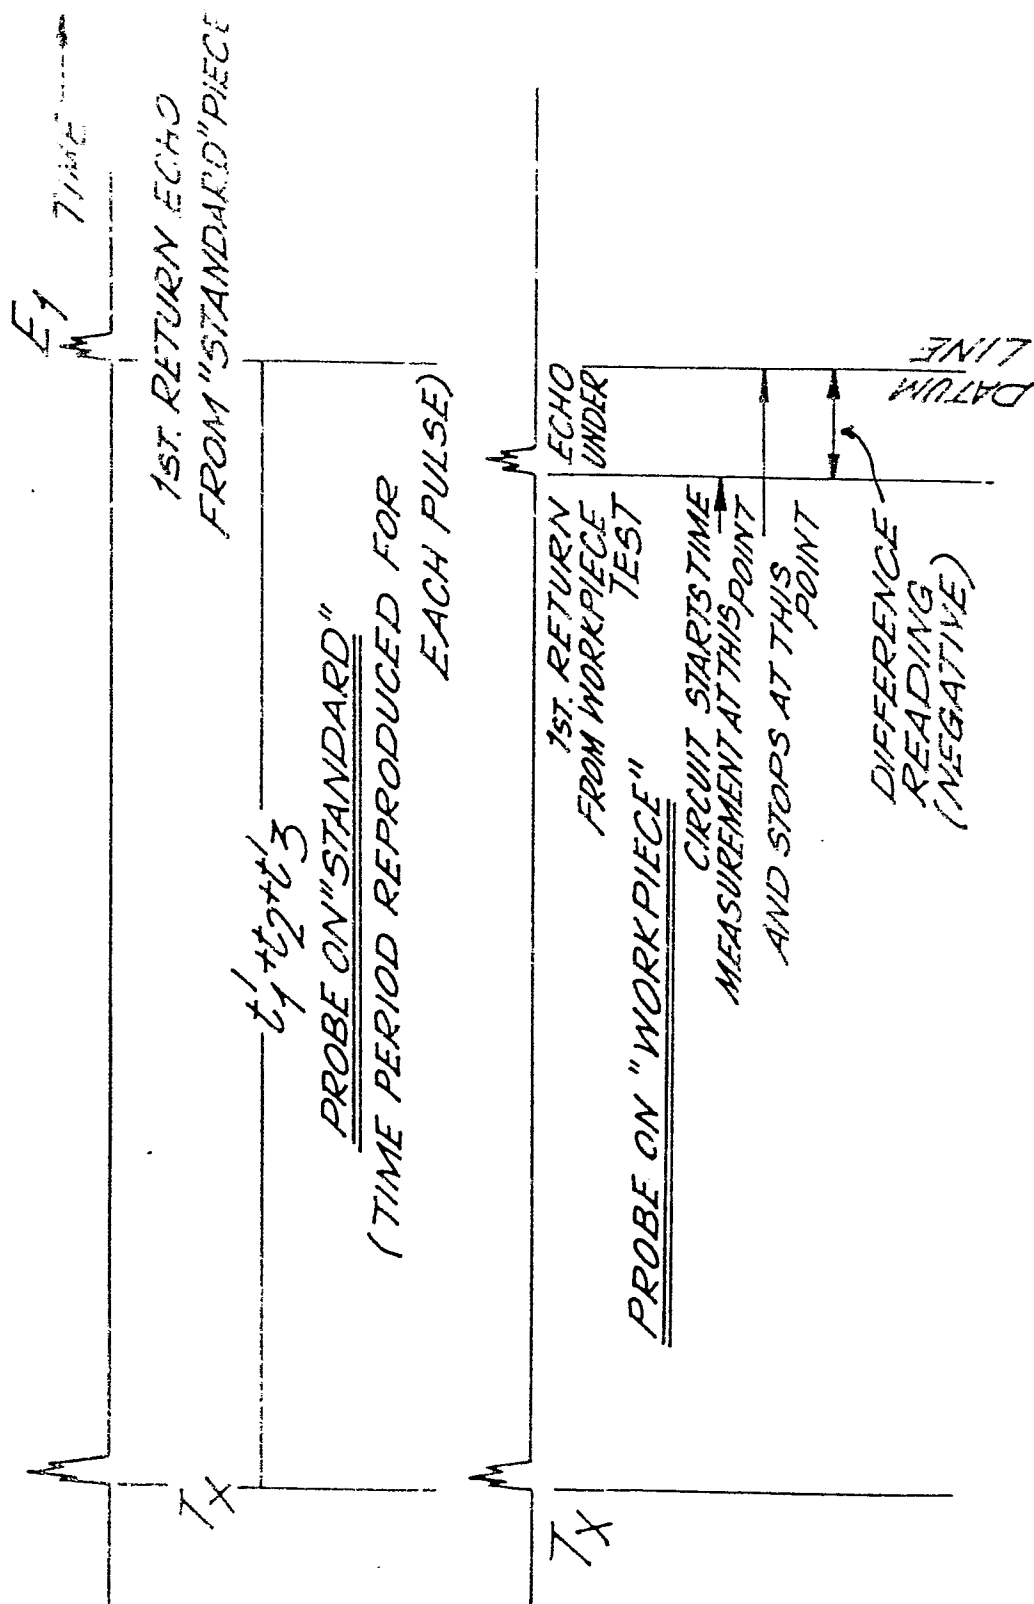 E1
TIME
1ST. RETURN ECHO
FROM "STANDARD" PIECE
TX
t'1+t'2+t'3
PROBE ON "STANDARD"
(TIME PERIOD REPRODUCED FOR
EACH PULSE)
TX
1ST. RETURN ECHO
FROM WORKPIECE UNDER
TEST
PROBE ON "WORKPIECE"
CIRCUIT STARTS TIME
MEASUREMENT AT THIS POINT
AND STOPS AT THIS
POINT
DIFFERENCE
READING
(NEGATIVE)
DATUM
LINE